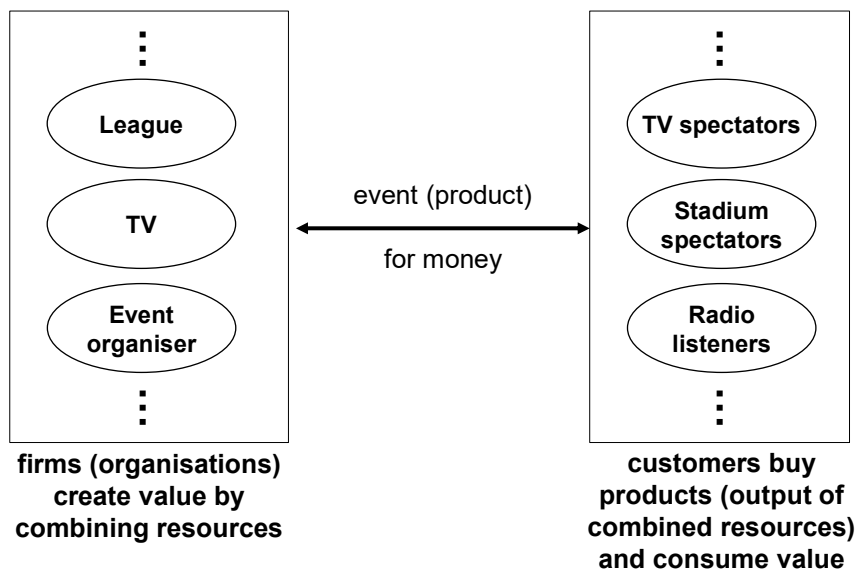 League
TV
Event
organiser
firms (organisations)
create value by
combining resources
event (product)
for money
TV spectators
Stadium
spectators
Radio
listeners
customers buy
products (output of
combined resources)
and consume value